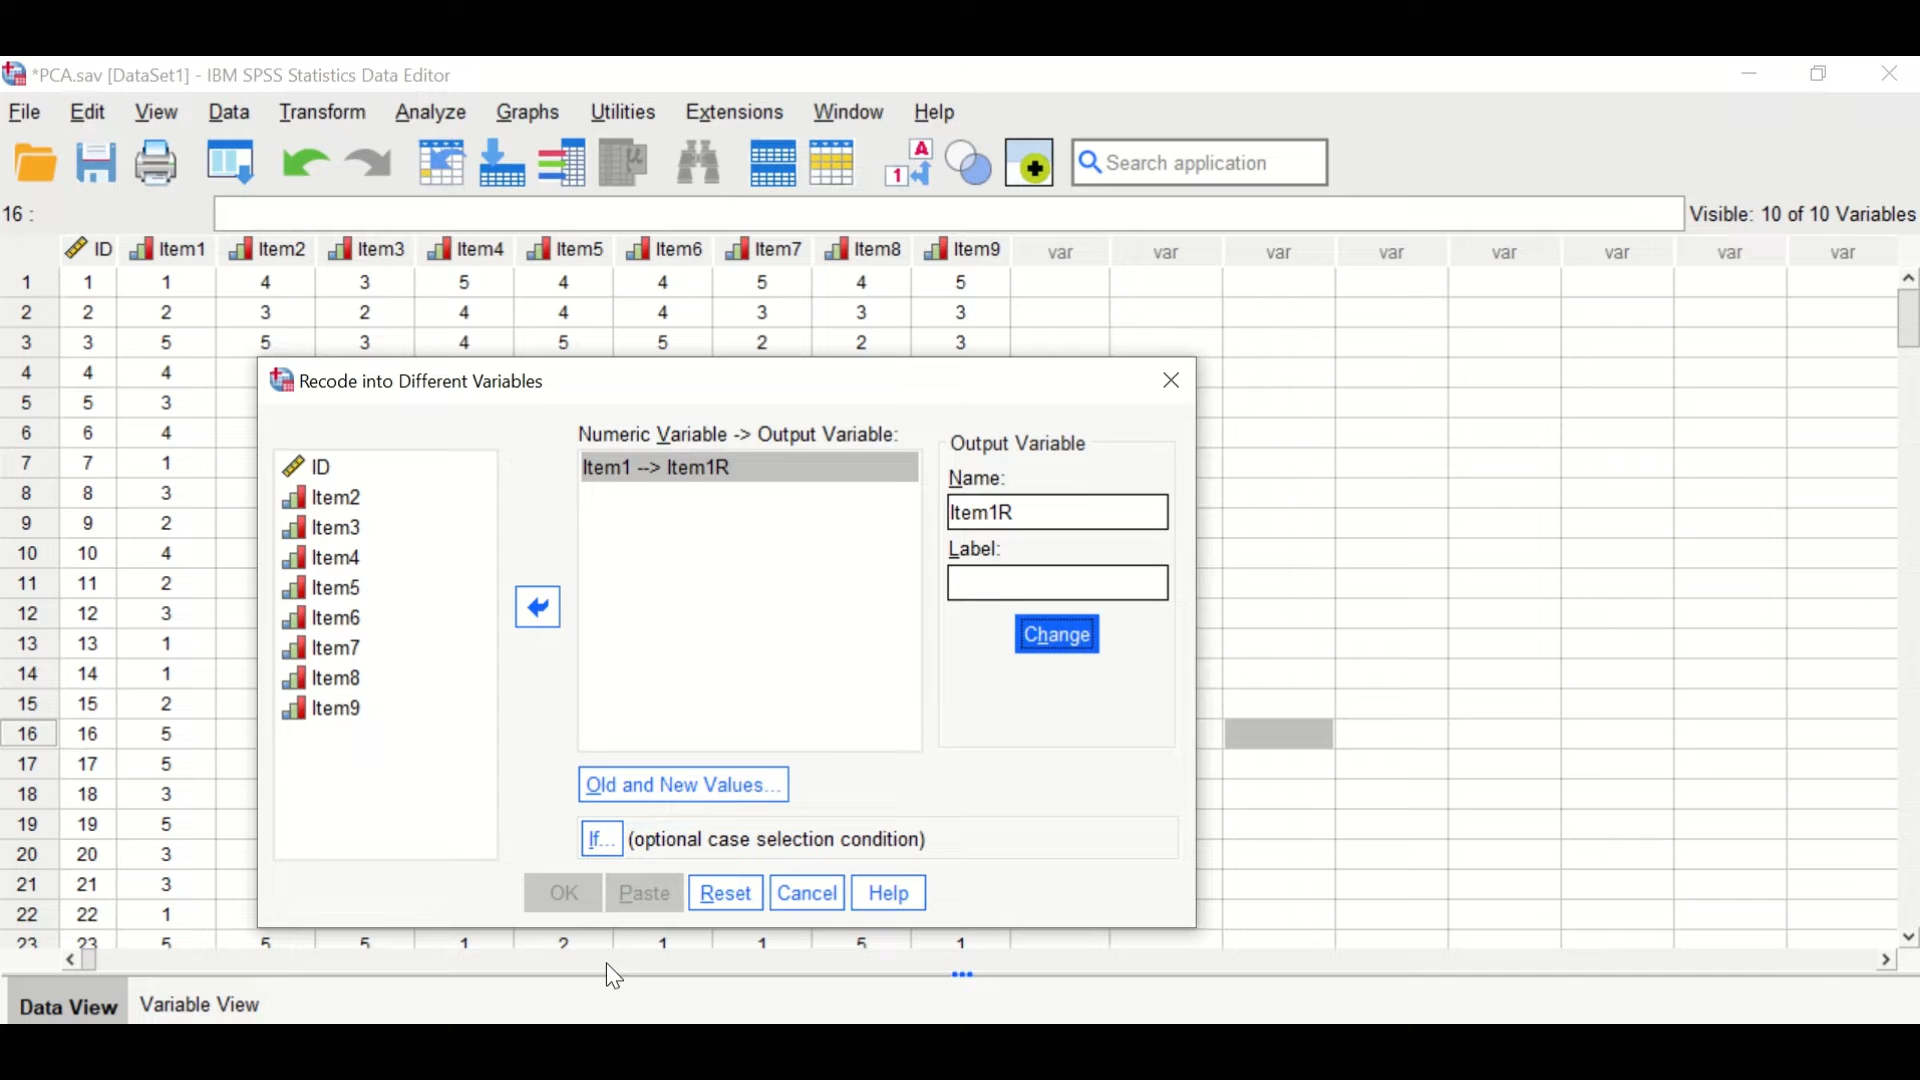 *PCA.sav [DataSet1] - IBM SPSS Statistics Data Editor
File Edit View Data Transform Analyze Graphs Utilities Extensions Window Help
1 A Search application
16 : Visible: 10 of 10 Variables
ID Item1 Item2 Item3 Item4 Item5 Item6 Item7 Item8 Item9 var var var var var var var var
1 1 1 4 3 5 4 4 5 4 5
2 2 2 3 2 4 4 4 3 3 3
3 3 5 5 3 4 5 5 2 2 3
4 4 4
5 5 3
6 6 4
7 7 1
8 8 3
9 9 2
10 10 4
11 11 2
12 12 3
13 13 1
14 14 1
15 15 2
16 16 5
17 17 5
18 18 3
19 19 5
20 20 3
21 21 3
22 22 1
23 23 5 5 5 1 2 1 1 5 1
Recode into Different Variables
ID
Item2
Item3
Item4
Item5
Item6
Item7
Item8
Item9
Numeric Variable -> Output Variable:
Item1 --> Item1R
Output Variable
Name:
Item1R
Label:
Change
Old and New Values...
If... (optional case selection condition)
OK Paste Reset Cancel Help
Data View Variable View